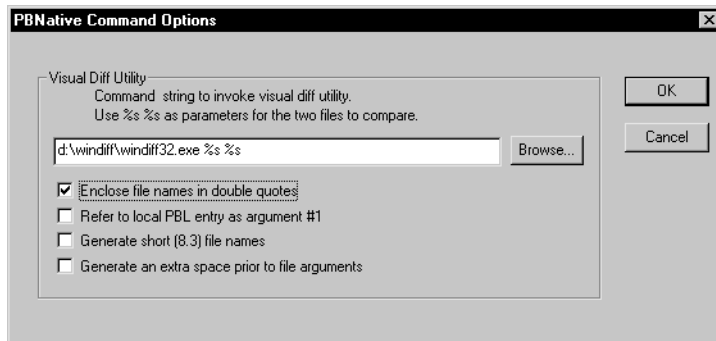 PBNative Command Options
Visual Diff Utility
Command string to invoke visual diff utility.
Use %s %s as parameters for the two files to compare.
d:\windiff\windiff32.exe %s %s
Browse...
Enclose file names in double quotes
Refer to local PBL entry as argument #1
Generate short (8.3) file names
Generate an extra space prior to file arguments
OK
Cancel